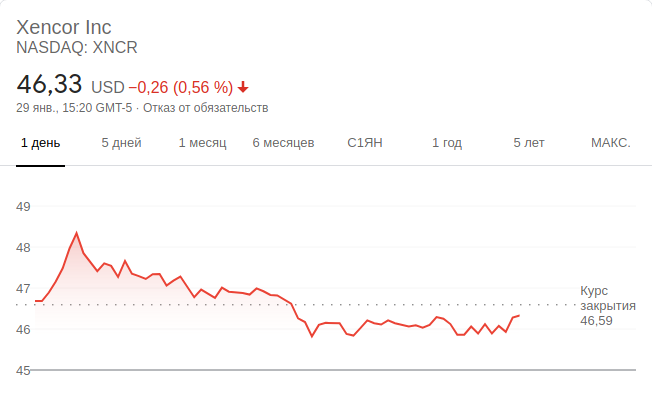 Xencor Inc
NASDAQ: XNCR
46,33 USD −0,26 (0,56 %)
29 янв., 15:20 GMT-5 · Отказ от обязательств
1 день 5 дней 1 месяц 6 месяцев С1ЯН 1 год 5 лет МАКС.
49
48
47
Курс
закрытия
46,59
46
45